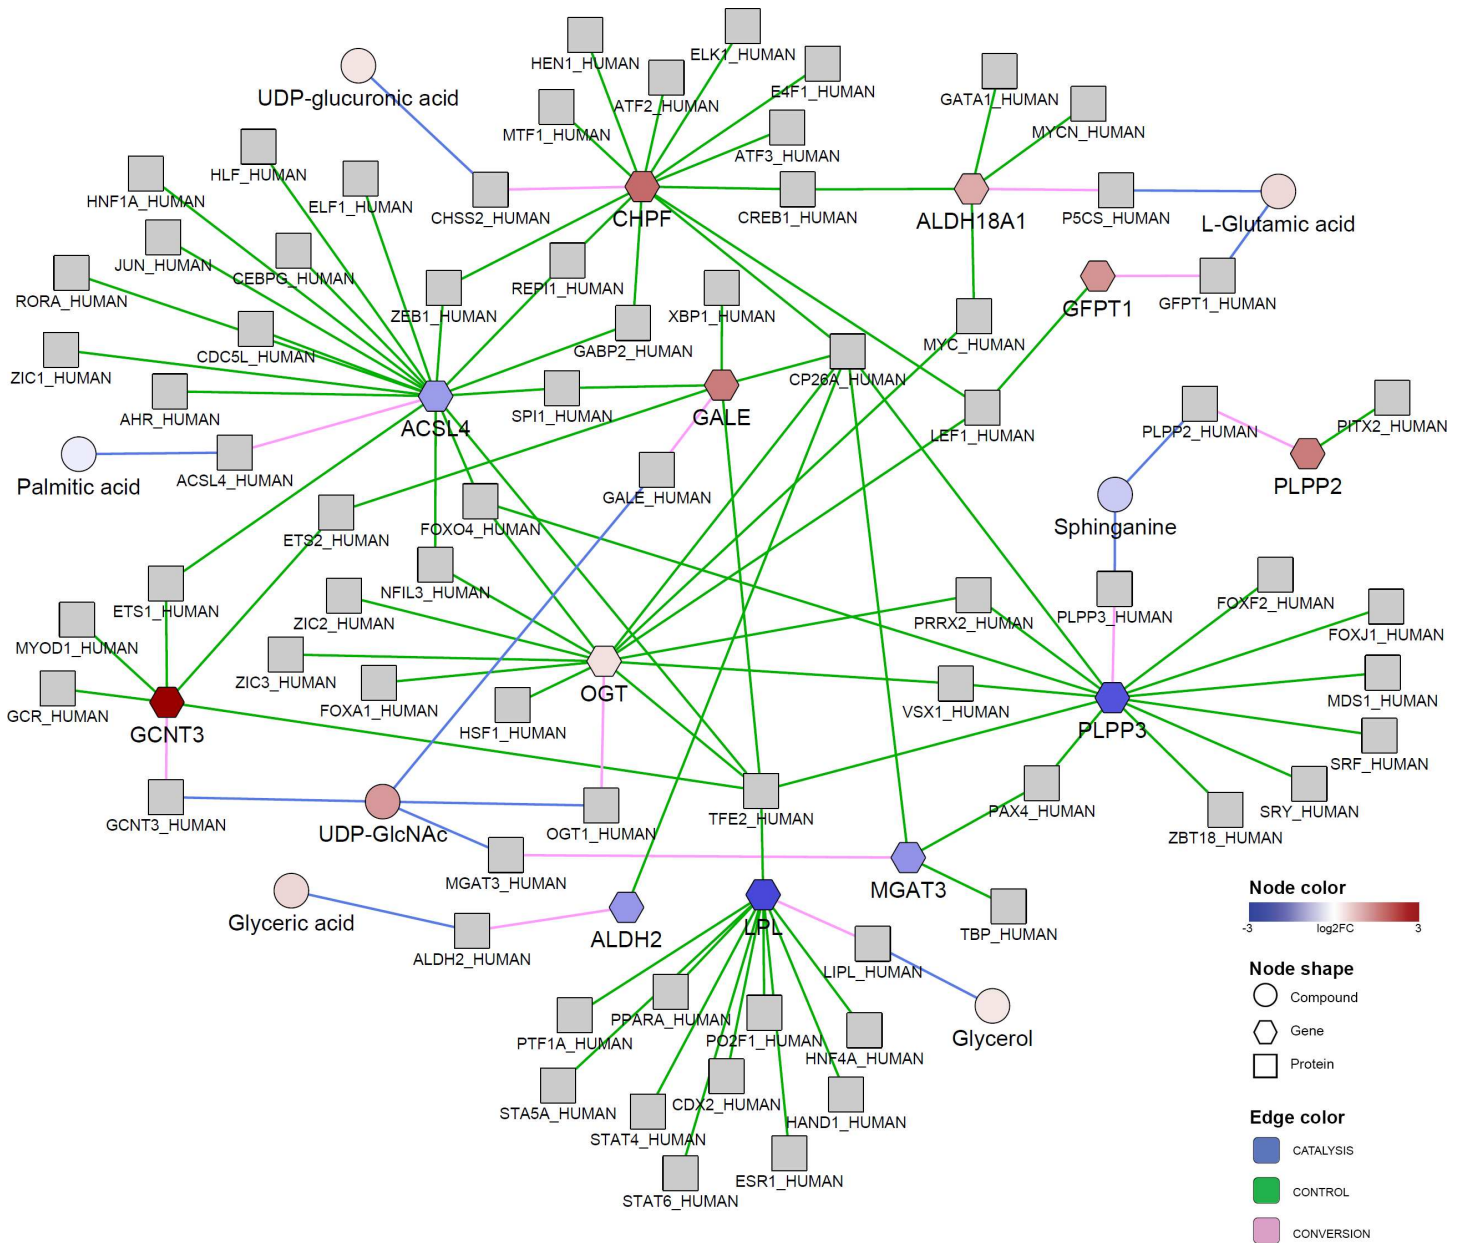 HEN1_HUMAN
ELK1_HUMAN
UDP-glucuronic acid
ATF2_HUMAN
E4F1_HUMAN
GATA1_HUMAN
MTF1_HUMAN
MYCN_HUMAN
ATF3_HUMAN
HLF_HUMAN
HNF1A_HUMAN
ELF1_HUMAN
CHSS2_HUMAN
CHPF
CREB1_HUMAN
ALDH18A1
P5CS_HUMAN
L-Glutamic acid
JUN_HUMAN
CEBPG_HUMAN
REPI1_HUMAN
RORA_HUMAN
ZEB1_HUMAN
XBP1_HUMAN
GFPT1
GFPT1_HUMAN
CDC5L_HUMAN
GABP2_HUMAN
MYC_HUMAN
ZIC1_HUMAN
CP26A_HUMAN
AHR_HUMAN
SPI1_HUMAN
GALE
ACSL4
LEF1_HUMAN
PLPP2_HUMAN
PITX2_HUMAN
Palmitic acid
ACSL4_HUMAN
GALE_HUMAN
PLPP2
Sphinganine
ETS2_HUMAN
FOXO4_HUMAN
NFIL3_HUMAN
ETS1_HUMAN
ZIC2_HUMAN
PRRX2_HUMAN
PLPP3_HUMAN
FOXF2_HUMAN
FOXJ1_HUMAN
MYOD1_HUMAN
ZIC3_HUMAN
OGT
GCR_HUMAN
FOXA1_HUMAN
VSX1_HUMAN
MDS1_HUMAN
GCNT3
HSF1_HUMAN
PLPP3
SRF_HUMAN
GCNT3_HUMAN
UDP-GlcNAc
OGT1_HUMAN
TFE2_HUMAN
PAX4_HUMAN
SRY_HUMAN
ZBT18_HUMAN
MGAT3_HUMAN
MGAT3
Glyceric acid
ALDH2_HUMAN
ALDH2
LPL
TBP_HUMAN
LIPL_HUMAN
PPARA_HUMAN
PTF1A_HUMAN
PO2F1_HUMAN
HNF4A_HUMAN
Glycerol
STA5A_HUMAN
CDX2_HUMAN
STAT4_HUMAN
HAND1_HUMAN
ESR1_HUMAN
STAT6_HUMAN
Node color
-3 log2FC 3
Node shape
Compound
Gene
Protein
Edge color
CATALYSIS
CONTROL
CONVERSION